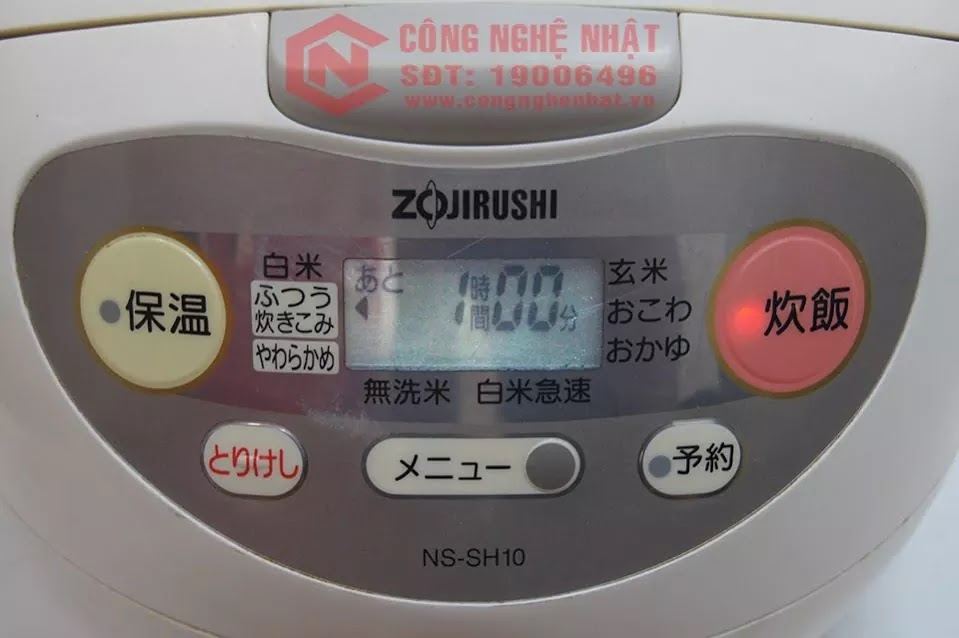 CÔNG NGHỆ NHẬT
SĐT: 19006496
www.congnghenhat.vn
ZOJIRUSHI
保温
白米
ふつう
炊きこみ
やわらかめ
あと 1時間00分
玄米
おこわ
おかゆ
炊飯
無洗米 白米急速
とりけし
メニュー
予約
NS-SH10